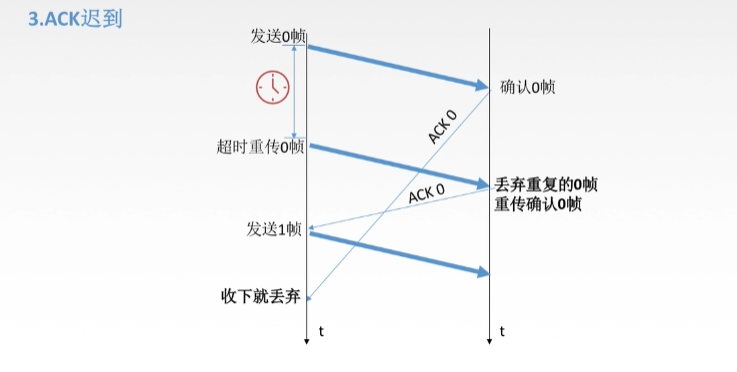 3.ACK迟到
发送0帧
确认0帧
ACK 0
超时重传0帧
丢弃重复的0帧
重传确认0帧
ACK 0
发送1帧
收下就丢弃
t
t